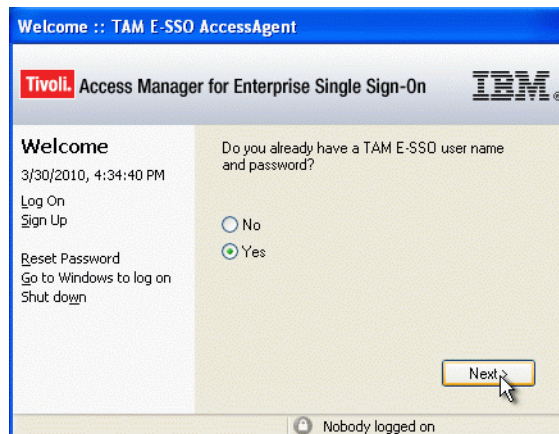 Welcome :: TAM E-SSO AccessAgent
Tivoli. Access Manager for Enterprise Single Sign-On
IBM®
Welcome
3/30/2010, 4:34:40 PM
Log On
Sign Up
Reset Password
Go to Windows to log on
Shut down
Do you already have a TAM E-SSO user name
and password?
No
Yes
Next >
Nobody logged on